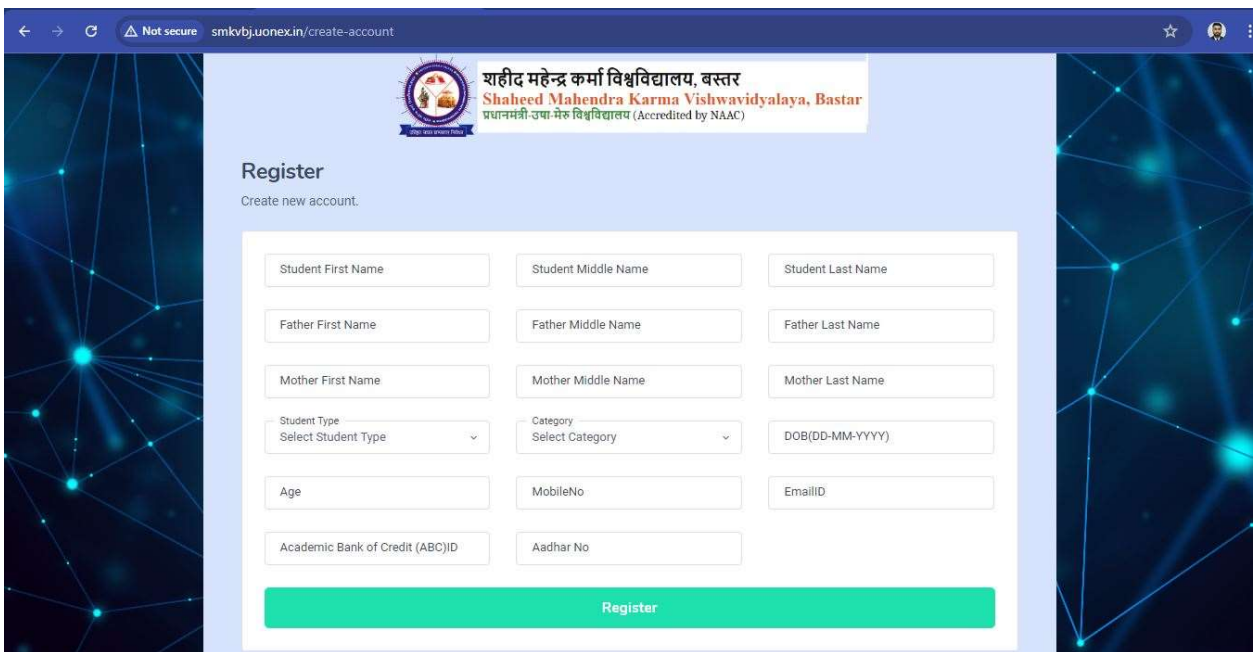 Not secure smkvbj.uonex.in/create-account
शहीद महेन्द्र कर्मा विश्वविद्यालय, बस्तर
Shaheed Mahendra Karma Vishwavidyalaya, Bastar
प्रधानमंत्री-उषा-मेरु विश्वविद्यालय (Accredited by NAAC)
Register
Create new account.
Student First Name Student Middle Name Student Last Name
Father First Name Father Middle Name Father Last Name
Mother First Name Mother Middle Name Mother Last Name
Student Type Category
Select Student Type Select Category DOB(DD-MM-YYYY)
Age MobileNo EmailID
Academic Bank of Credit (ABC)ID Aadhar No
Register